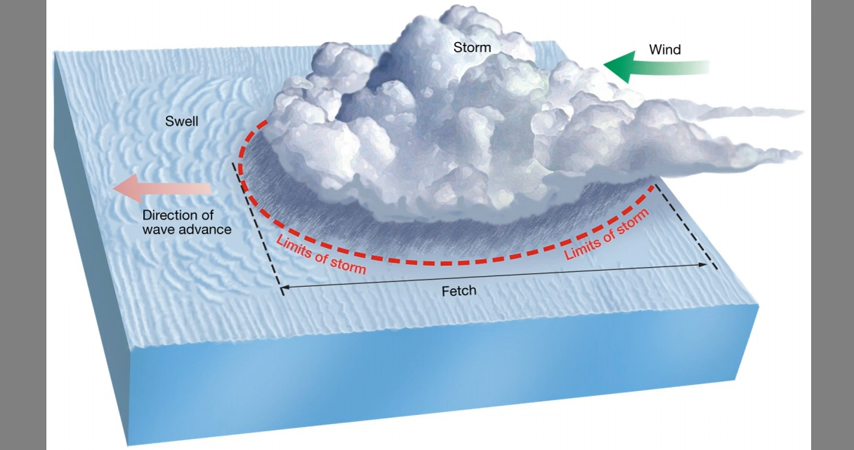 Storm
Wind
Swell
Direction of
wave advance
Limits of storm
Limits of storm
Fetch